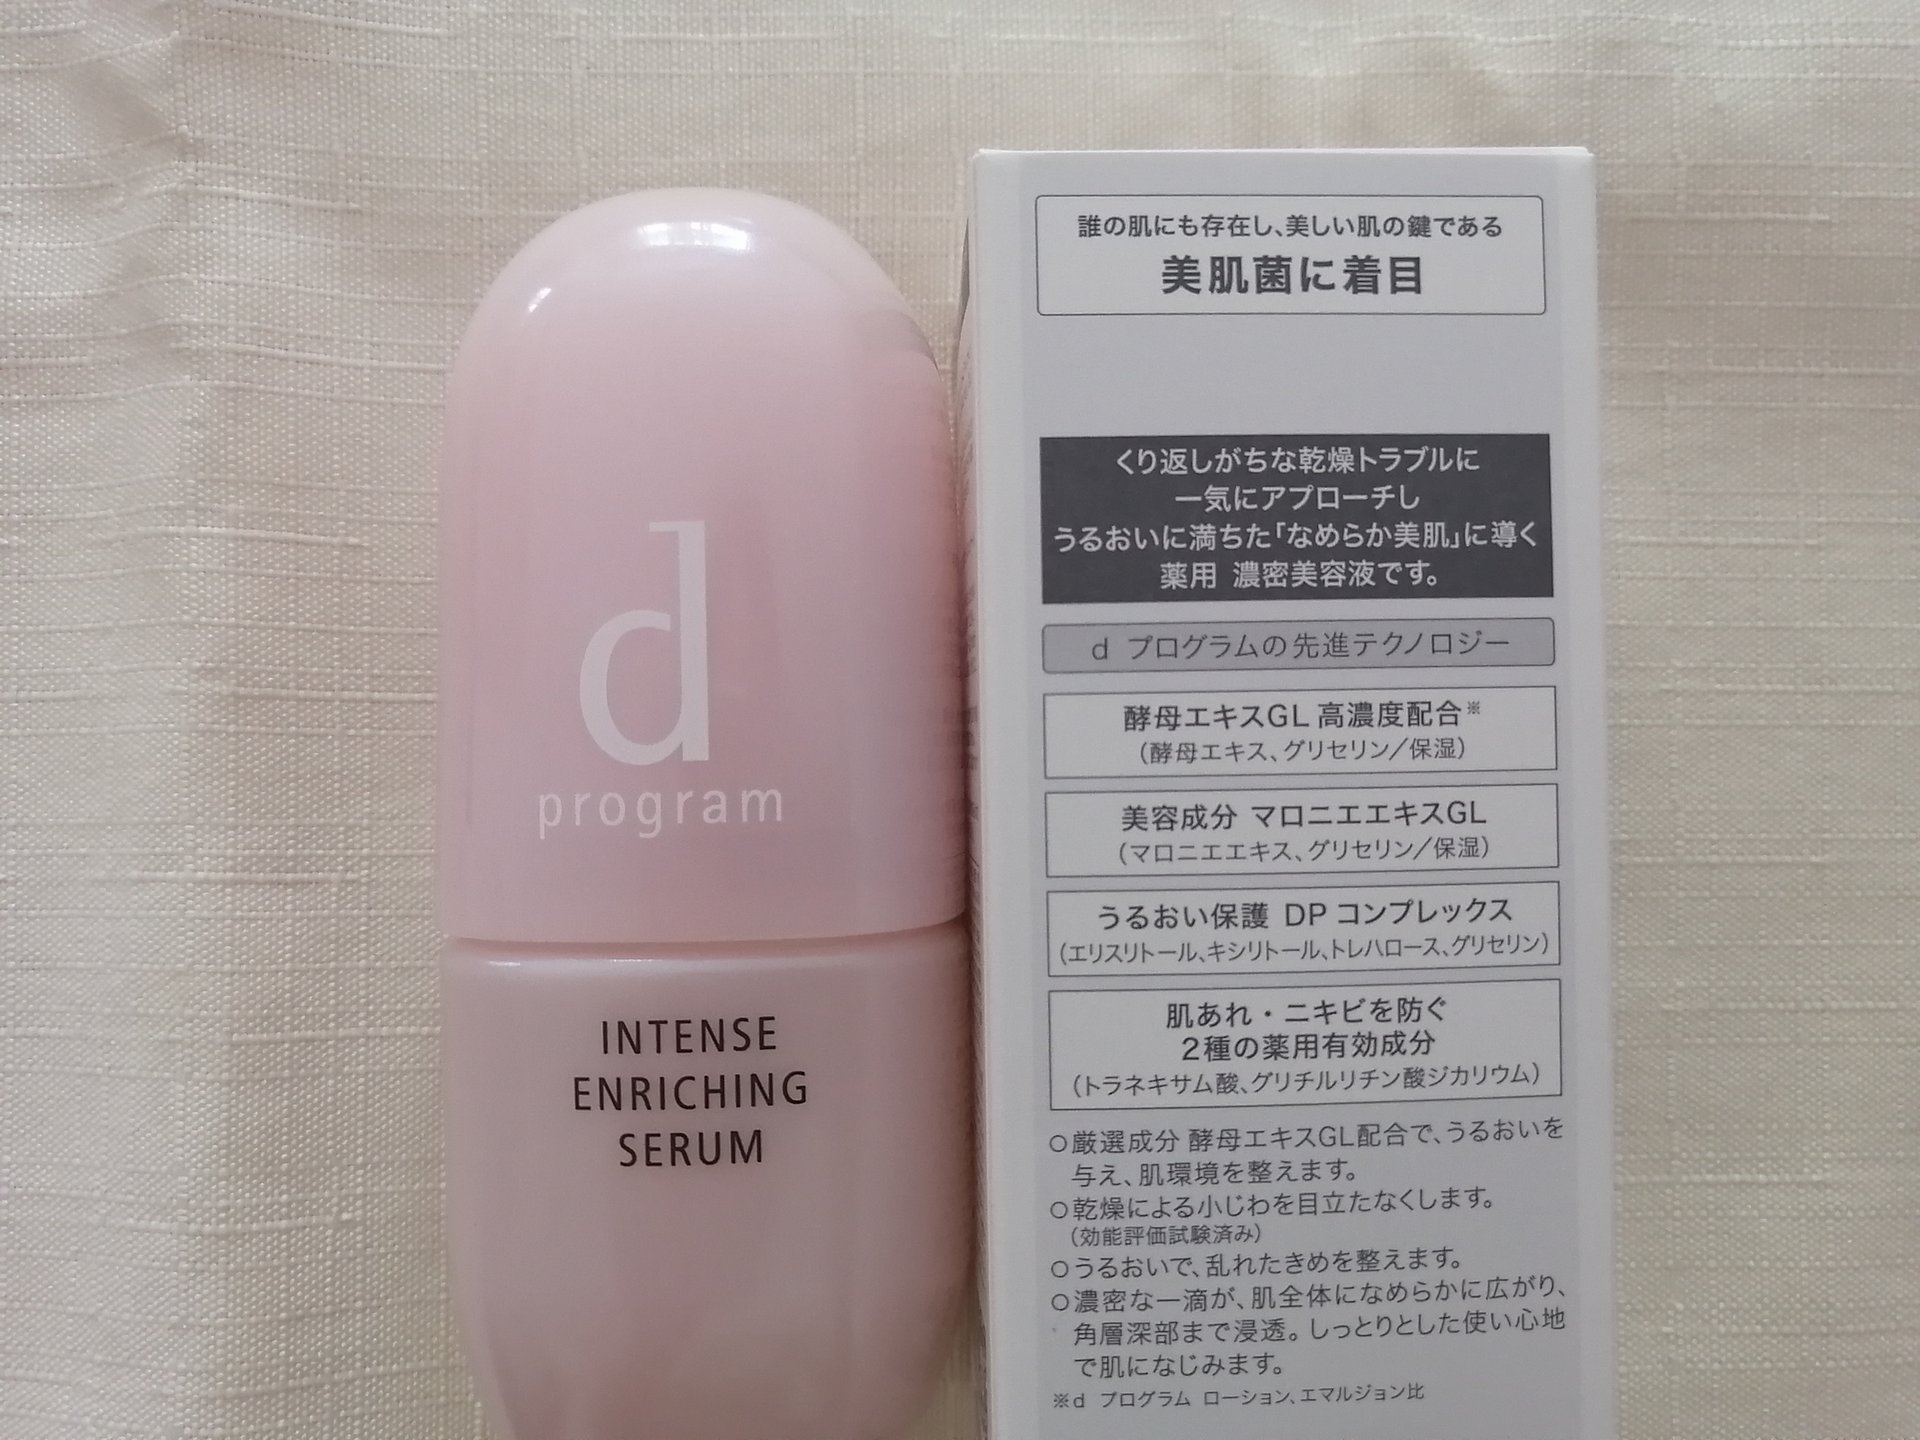 d
program
INTENSE
ENRICHING
SERUM
誰の肌にも存在し、美しい肌の鍵である
美肌菌に着目
くり返しがちな乾燥トラブルに
一気にアプローチし
うるおいに満ちた「なめらか美肌」に導く
薬用 濃密美容液です。
d プログラムの先進テクノロジー
酵母エキスGL 高濃度配合※
(酵母エキス、グリセリン/保湿)
美容成分 マロニエエキスGL
(マロニエエキス、グリセリン/保湿)
うるおい保護 DP コンプレックス
(エリスリトール、キシリトール、トレハロース、グリセリン)
肌あれ・ニキビを防ぐ
2種の薬用有効成分
(トラネキサム酸、グリチルリチン酸ジカリウム)
○厳選成分 酵母エキスGL配合で、うるおいを
与え、肌環境を整えます。
○乾燥による小じわを目立たなくします。
(効能評価試験済み)
○うるおいで、乱れたきめを整えます。
○濃密な一滴が、肌全体になめらかに広がり、
角層深部まで浸透。しっとりとした使い心地
で肌になじみます。
※d プログラム ローション、エマルジョン比